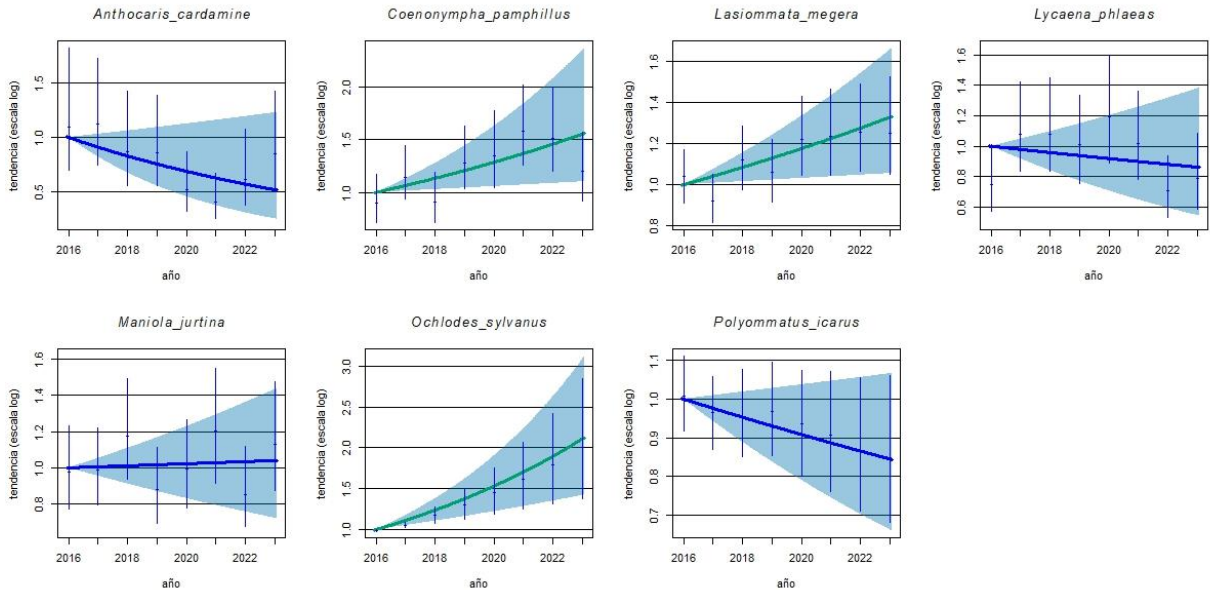 Anthocaris_cardamine
tendencia (escala log)
1.5
1.0
0.5
2016
2018
2020
2022
año
Coenonympha_pamphillus
tendencia (escala log)
2.0
1.5
1.0
2016
2018
2020
2022
año
Lasiommata_megera
tendencia (escala log)
1.6
1.4
1.2
1.0
0.8
2016
2018
2020
2022
año
Lycaena_phlaeas
tendencia (escala log)
1.6
1.4
1.2
1.0
0.8
0.6
2016
2018
2020
2022
año
Maniola_jurtina
tendencia (escala log)
1.6
1.4
1.2
1.0
0.8
2016
2018
2020
2022
año
Ochlodes_sylvanus
tendencia (escala log)
3.0
2.5
2.0
1.5
1.0
2016
2018
2020
2022
año
Polyommatus_icarus
tendencia (escala log)
1.1
1.0
0.9
0.8
0.7
2016
2018
2020
2022
año